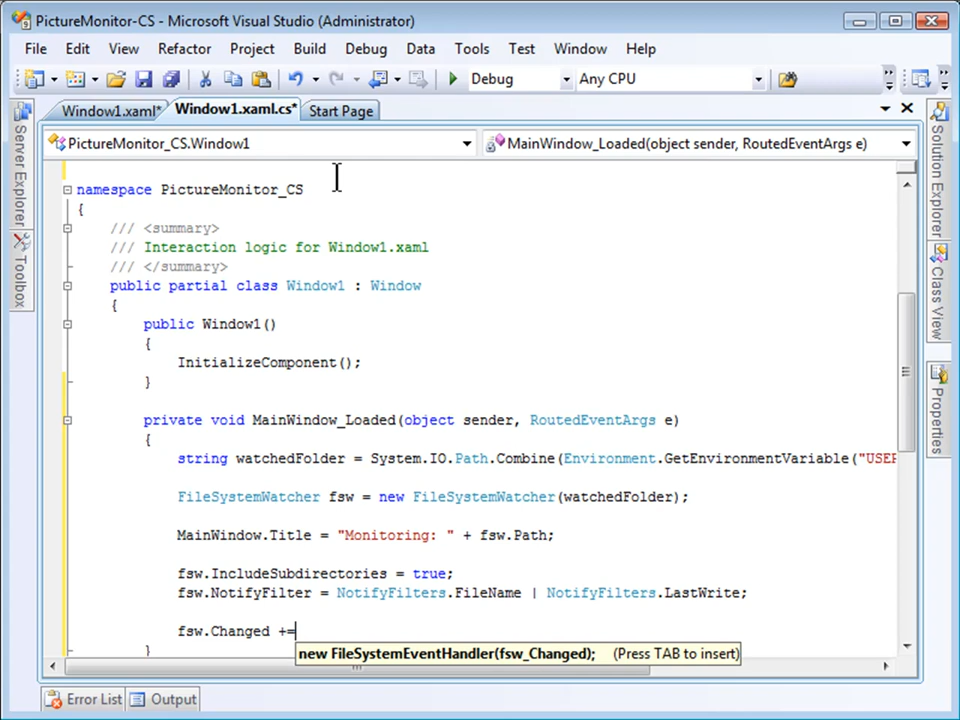 PictureMonitor-CS - Microsoft Visual Studio (Administrator)
File Edit View Refactor Project Build Debug Data Tools Test Window Help
Debug Any CPU
Window1.xaml* Window1.xaml.cs* Start Page
PictureMonitor_CS.Window1 MainWindow_Loaded(object sender, RoutedEventArgs e)
Server Explorer
Toolbox
namespace PictureMonitor_CS
{
/// <summary>
/// Interaction logic for Window1.xaml
/// </summary>
public partial class Window1 : Window
{
public Window1()
{
InitializeComponent();
}
private void MainWindow_Loaded(object sender, RoutedEventArgs e)
{
string watchedFolder = System.IO.Path.Combine(Environment.GetEnvironmentVariable("USER
FileSystemWatcher fsw = new FileSystemWatcher(watchedFolder);
MainWindow.Title = "Monitoring: " + fsw.Path;
fsw.IncludeSubdirectories = true;
fsw.NotifyFilter = NotifyFilters.FileName | NotifyFilters.LastWrite;
fsw.Changed +=
new FileSystemEventHandler(fsw_Changed); (Press TAB to insert)
}
Solution Explorer
Class View
Properties
Error List Output